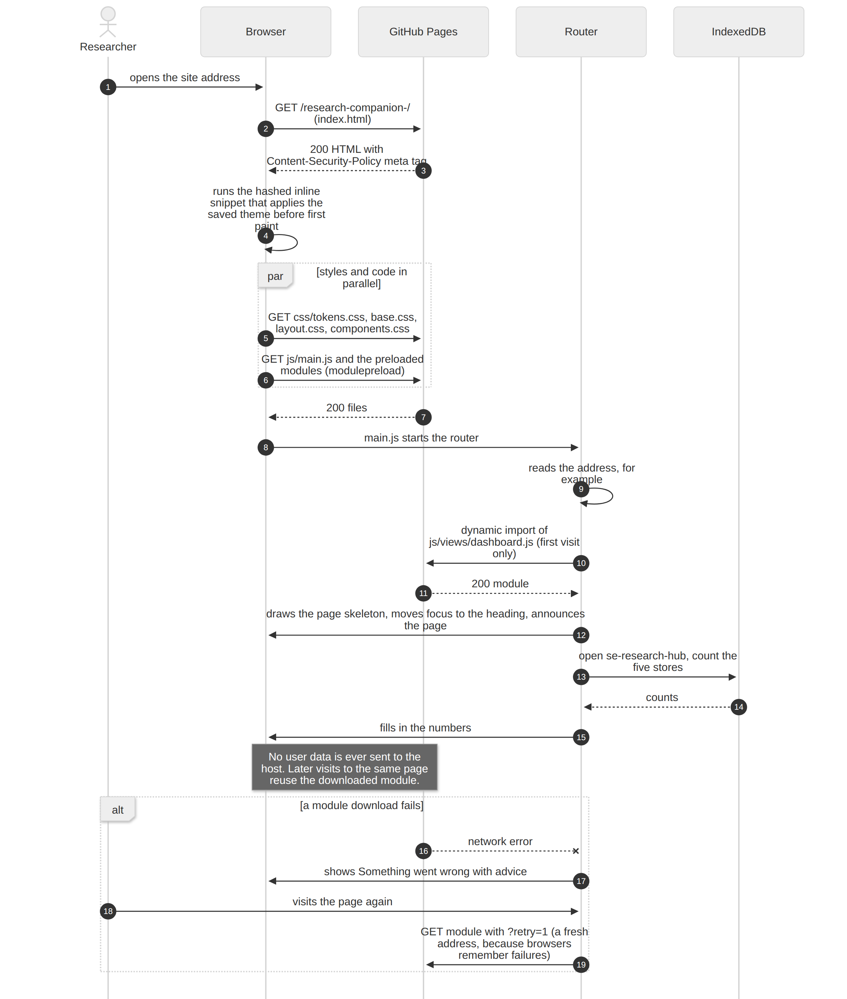 Researcher
Browser
GitHub Pages
Router
IndexedDB
opens the site address
1
GET /research-companion-/
(index.html)
2
200 HTML with
Content-Security-Policy meta tag
3
runs the hashed inline
snippet that applies the
saved theme before first
paint
4
par
[styles and code in
parallel]
GET css/tokens.css, base.css,
layout.css, components.css
5
GET js/main.js and the preloaded
modules (modulepreload)
6
200 files
7
main.js starts the router
8
reads the address, for
example
9
dynamic import of
js/views/dashboard.js (first visit
only)
10
200 module
11
draws the page skeleton, moves focus to the heading, announces
the page
12
open se-research-hub, count the
five stores
13
counts
14
fills in the numbers
15
No user data is ever sent to the
host. Later visits to the same page
reuse the downloaded module.
alt
[a module download fails]
network error
16
shows Something went wrong with advice
17
visits the page again
18
GET module with ?retry=1 (a fresh
address, because browsers
remember failures)
19